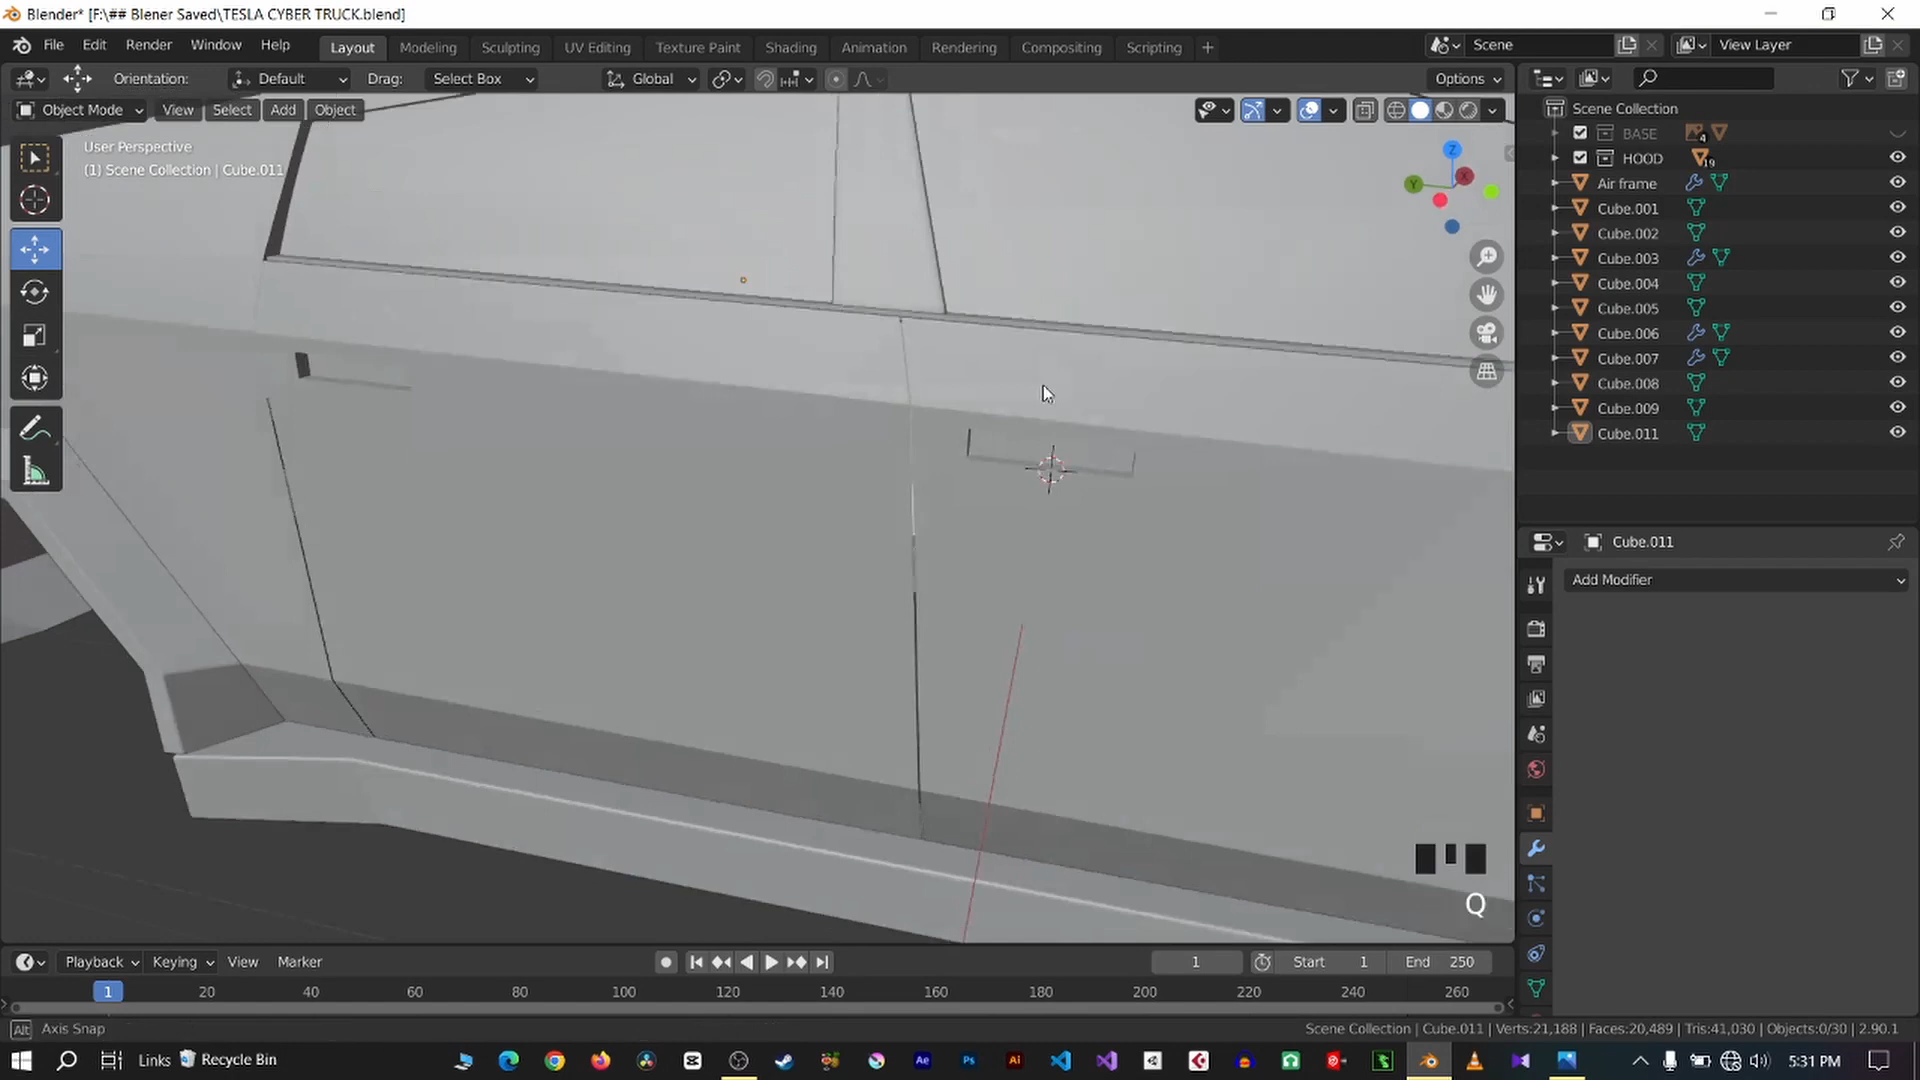 Blender* [F:\## Blener Saved\TESLA CYBER TRUCK.blend]
File Edit Render Window Help Layout Modeling Sculpting UV Editing Texture Paint Shading Animation Rendering Compositing Scripting + Scene View Layer
Orientation: Default Drag: Select Box Global Options
Object Mode View Select Add Object
User Perspective
(1) Scene Collection | Cube.011
Z
Y
X
Scene Collection
BASE 4
HOOD 19
Air frame
Cube.001
Cube.002
Cube.003
Cube.004
Cube.005
Cube.006
Cube.007
Cube.008
Cube.009
Cube.011
Cube.011
Add Modifier
Q
Playback Keying View Marker 1 Start 1 End 250
1 20 40 60 80 100 120 140 160 180 200 220 240 260
Alt Axis Snap
Scene Collection | Cube.011 | Verts:21,188 | Faces:20,489 | Tris:41,030 | Objects:0/30 | 2.90.1
Links Recycle Bin Ae Ps Ai 5:31 PM